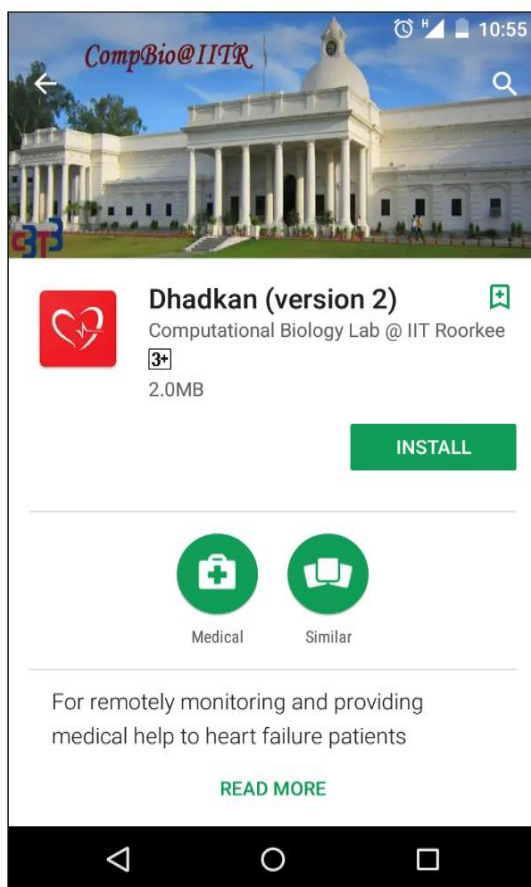 H
10:55
CompBio@IITR
Dhadkan (version 2)
Computational Biology Lab @ IIT Roorkee
3+
2.0MB
INSTALL
Medical
Similar
For remotely monitoring and providing
medical help to heart failure patients
READ MORE